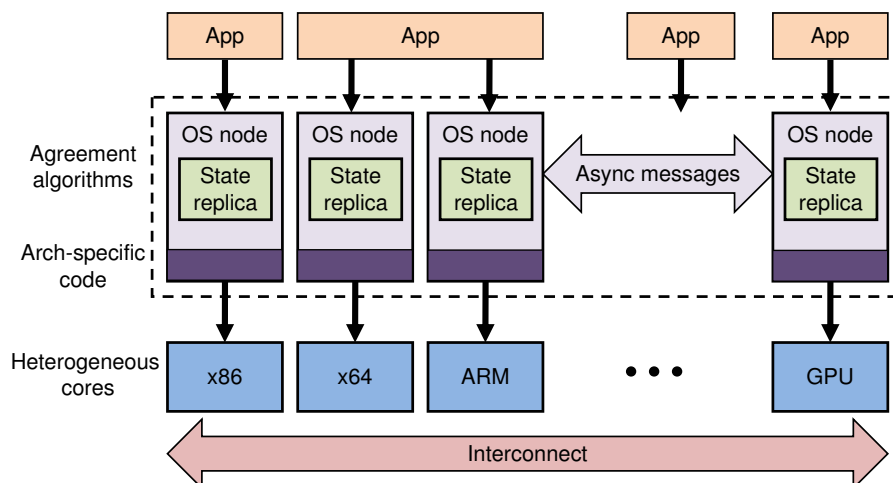 App
App
App
App
OS node
OS node
OS node
OS node
Agreement
algorithms
State
replica
State
replica
State
replica
Async messages
State
replica
Arch-specific
code
Heterogeneous
cores
x86
x64
ARM
GPU
Interconnect